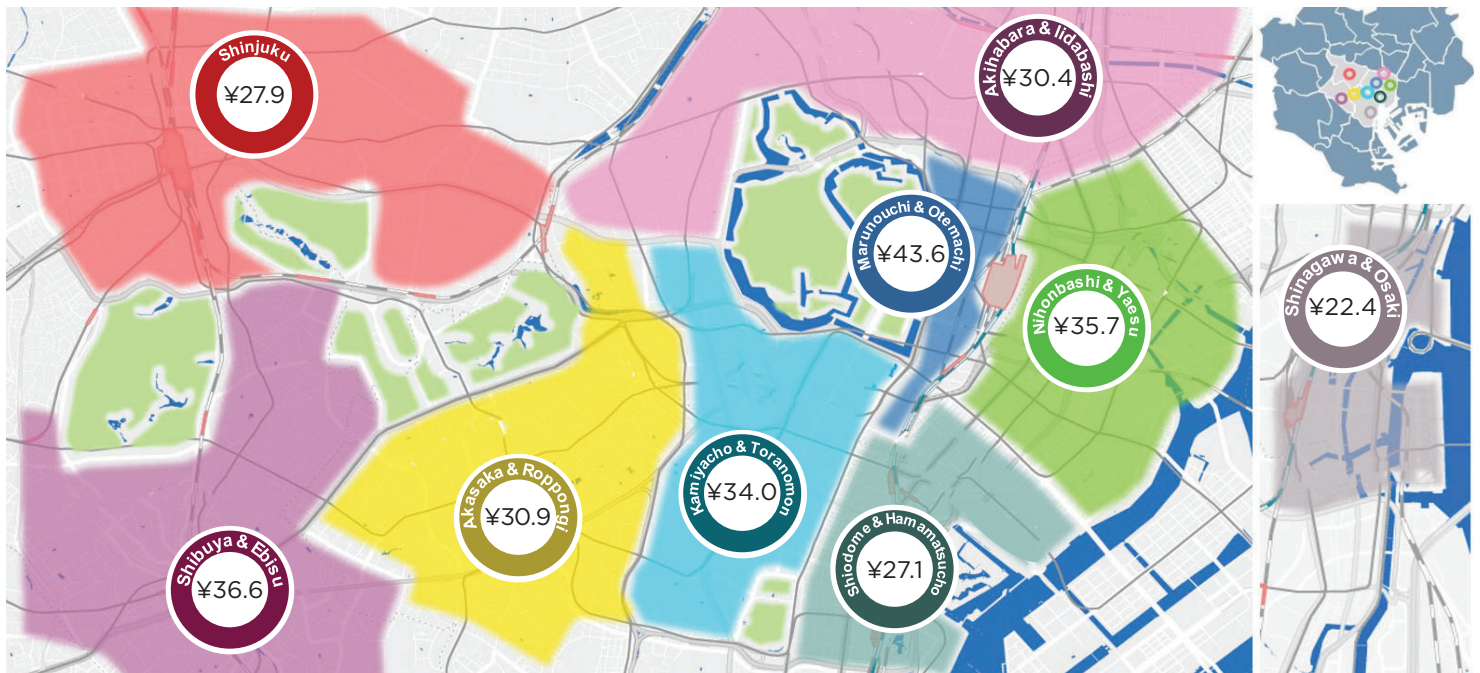 Shinjuku
¥27.9
Akihabara & Iidabashi
¥30.4
Marunouchi & Otemachi
¥43.6
Nihonbashi & Yaesu
¥35.7
Shinagawa & Osaki
¥22.4
Akasaka & Roppongi
¥30.9
Kamiyacho & Toranomon
¥34.0
Shiodome & Hamamatsucho
¥27.1
Shibuya & Ebisu
¥36.6